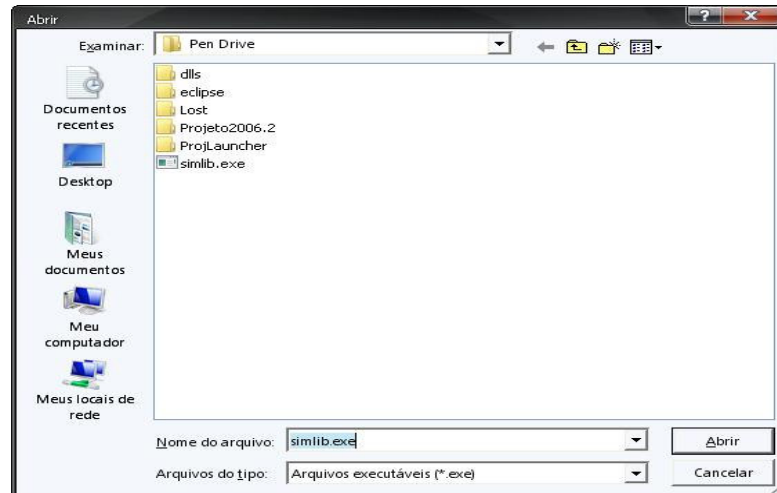 Abrir
?
Examinar: Pen Drive
dlls
eclipse
Lost
Projeto2006.2
ProjLauncher
simlib.exe
Documentos
recentes
Desktop
Meus
documentos
Meu
computador
Meus locais de
rede
Nome do arquivo: simlib.exe Abrir
Arquivos do tipo: Arquivos executáveis (*.exe) Cancelar